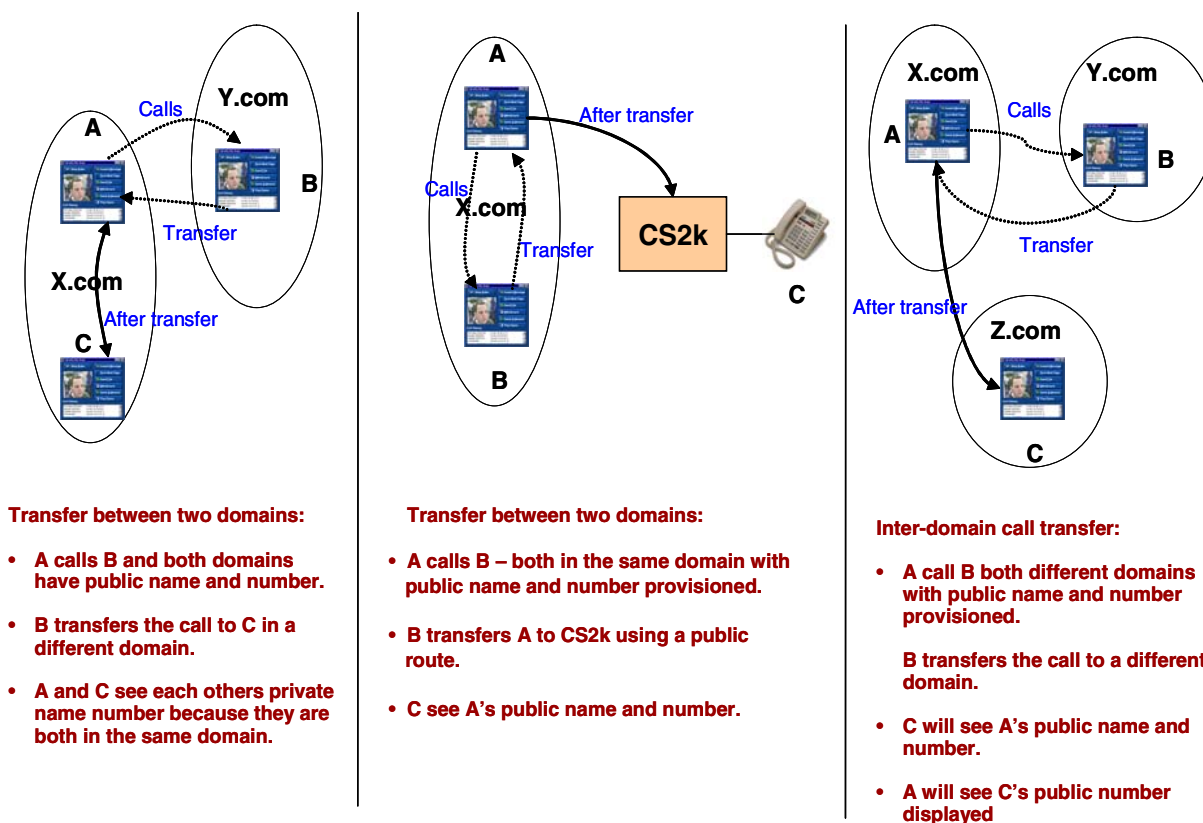 Y.com
Calls
A
B
Transfer
X.com
After transfer
C
Transfer between two domains:
• A calls B and both domains
have public name and number.
• B transfers the call to C in a
different domain.
• A and C see each others private
name number because they are
both in the same domain.
A
After transfer
Calls
X.com
CS2k
Transfer
C
B
Transfer between two domains:
• A calls B – both in the same domain with
public name and number provisioned.
• B transfers A to CS2k using a public
route.
• C see A's public name and number.
X.com
Y.com
Calls
A
B
Transfer
After transfer
Z.com
C
Inter-domain call transfer:
• A call B both different domains
with public name and number
provisioned.
B transfers the call to a different
domain.
• C will see A's public name and
number.
• A will see C's public number
displayed